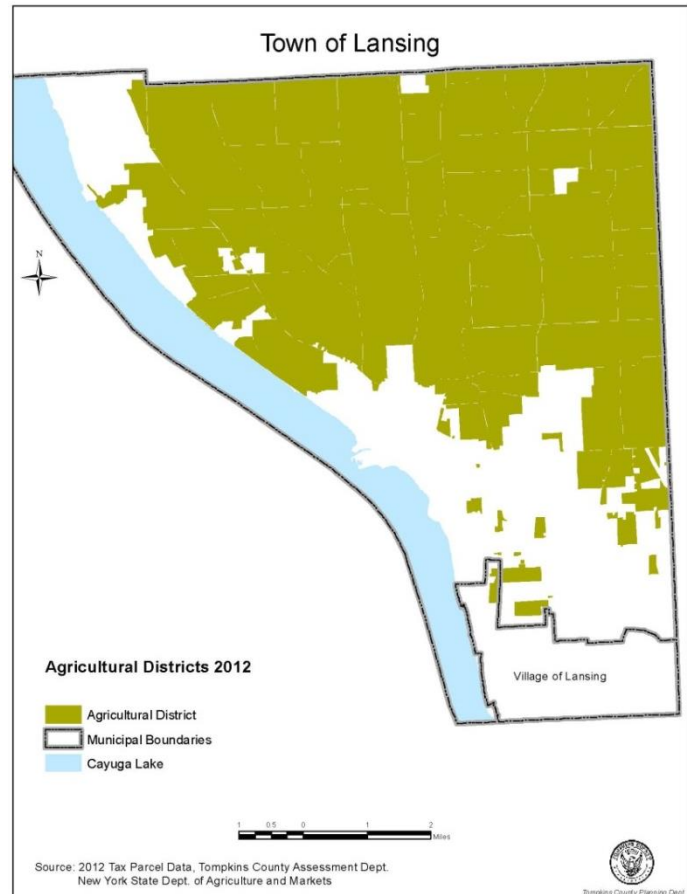 Town of Lansing
N
Village of Lansing
Agricultural Districts 2012
Agricultural District
Municipal Boundaries
Cayuga Lake
1 0.5 0 1 2
Miles
Source: 2012 Tax Parcel Data, Tompkins County Assessment Dept.
New York State Dept. of Agriculture and Markets
Tompkins County Planning Dept